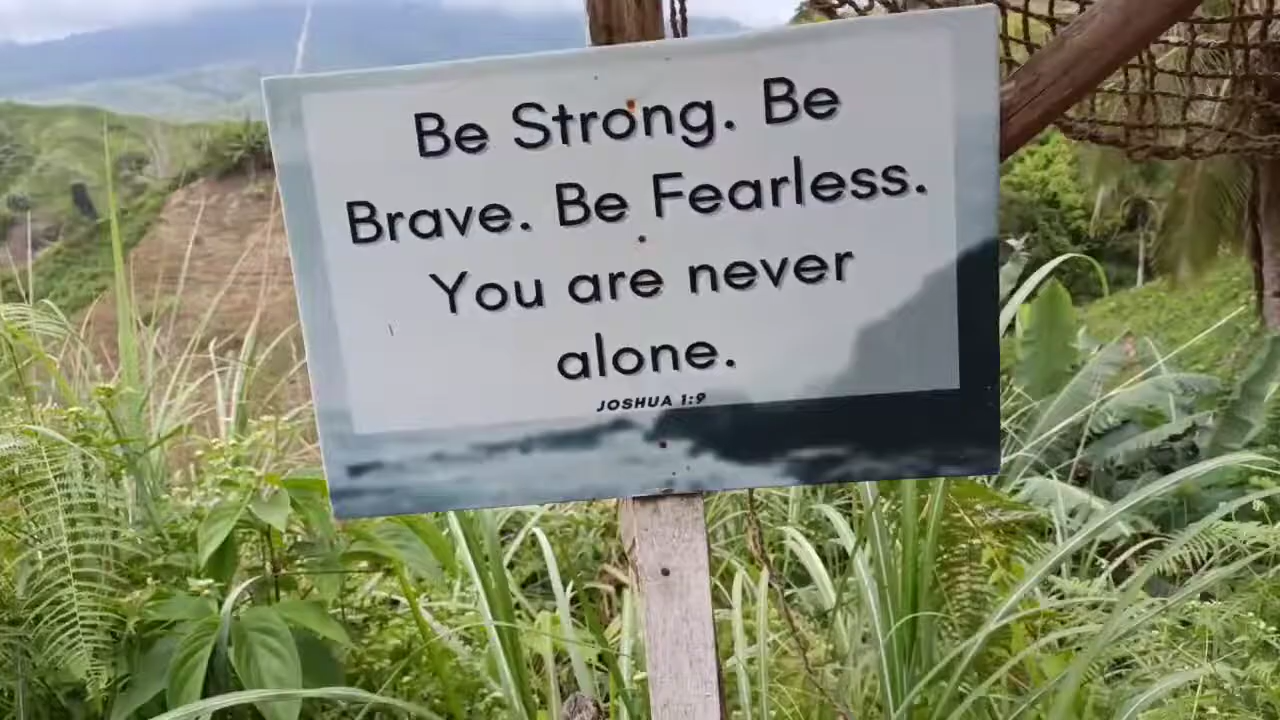 Be Strong. Be
Brave. Be Fearless.
You are never
alone.
JOSHUA 1:9